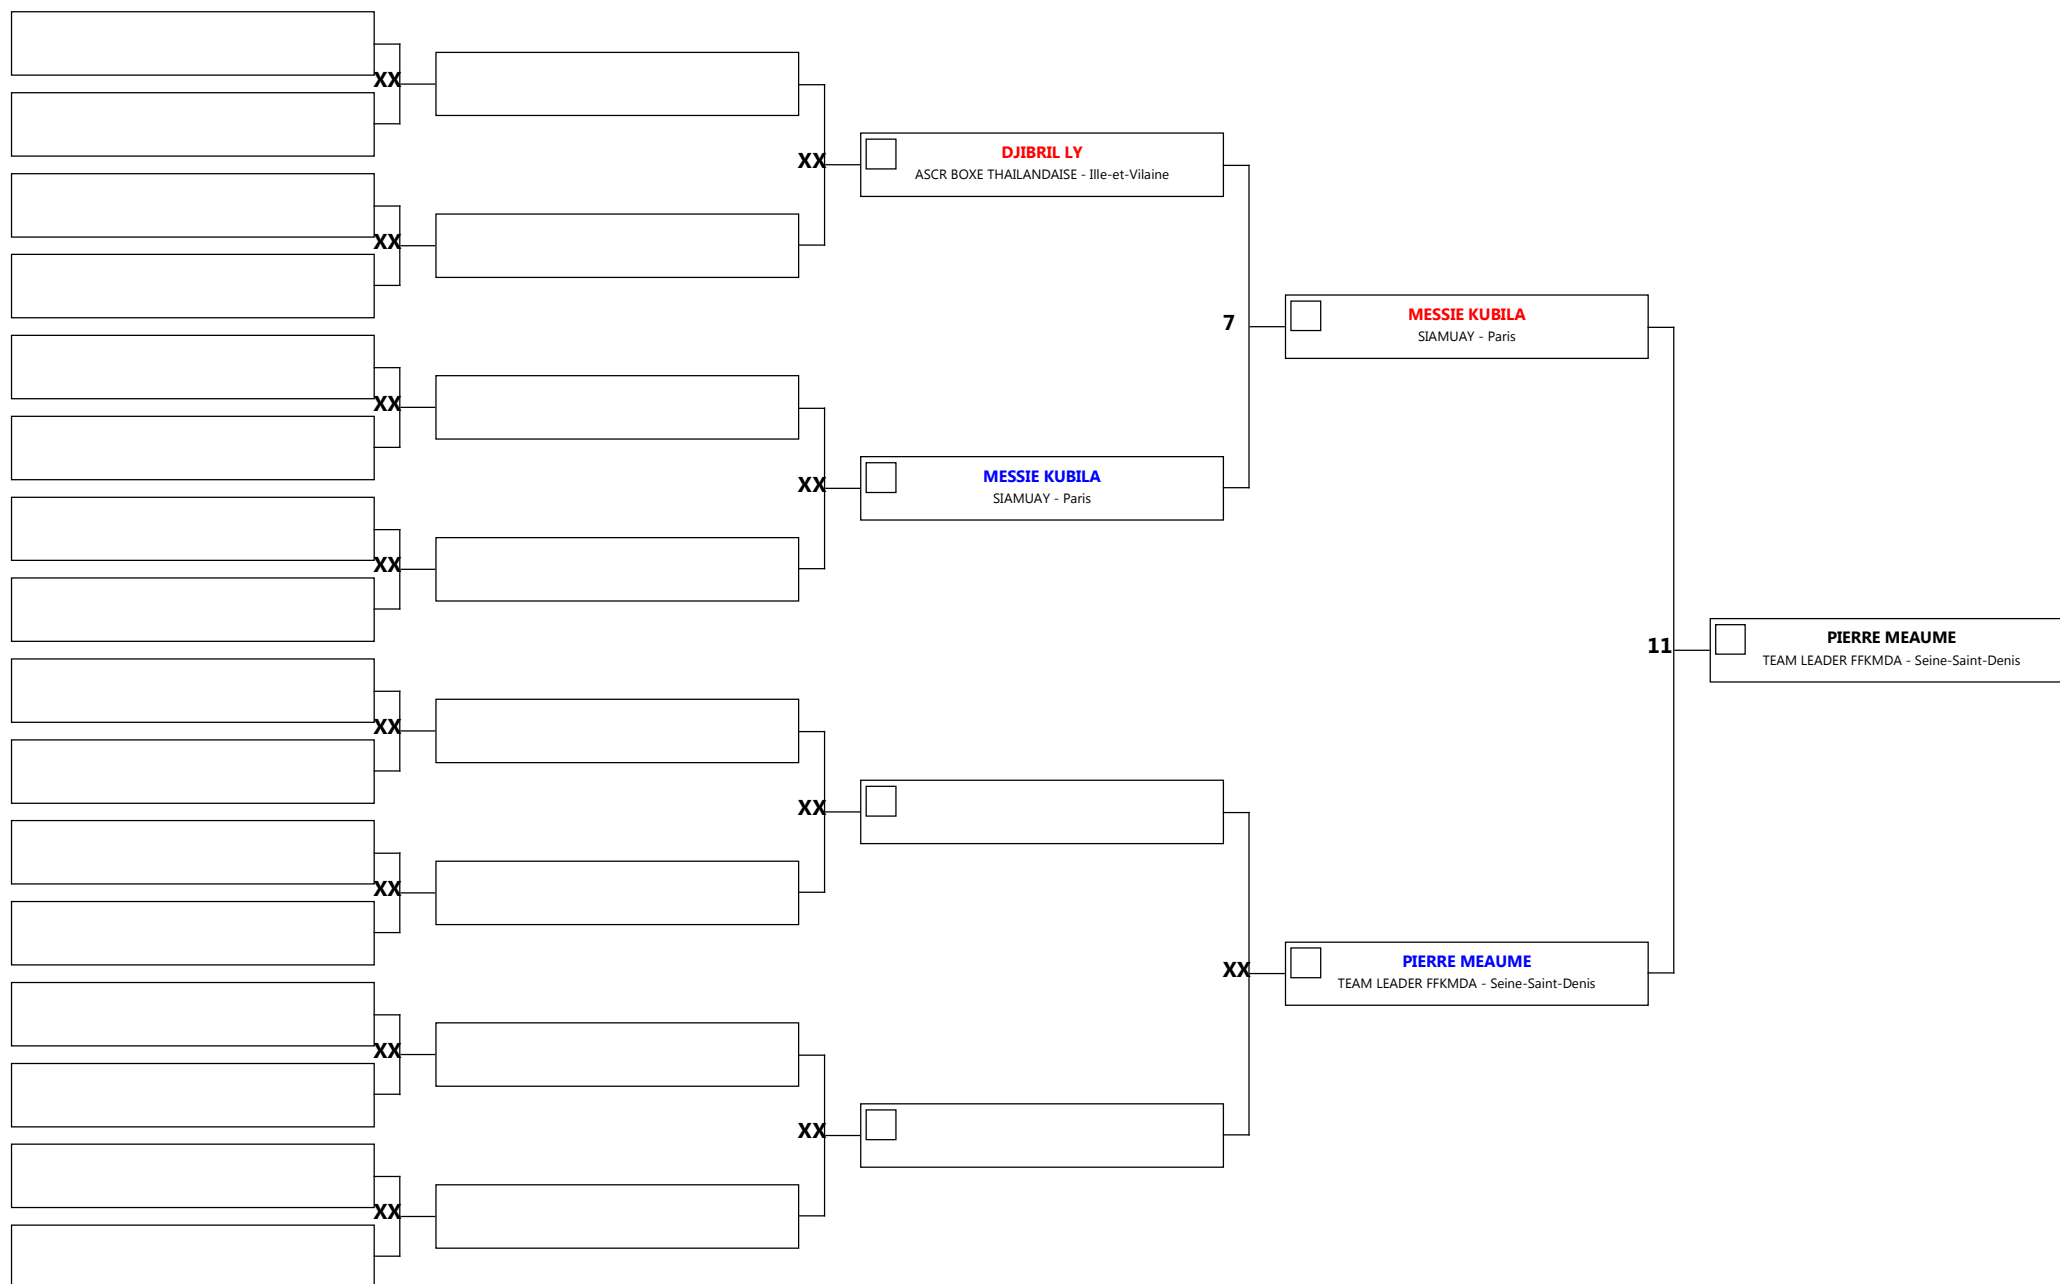 XX
XX
DJIBRIL LY
ASCR BOXE THAILANDAISE - Ille-et-Vilaine
XX
7
MESSIE KUBILA
SIAMUAY - Paris
XX
XX
MESSIE KUBILA
SIAMUAY - Paris
XX
11
PIERRE MEAUME
TEAM LEADER FFKMDA - Seine-Saint-Denis
XX
XX
XX
XX
PIERRE MEAUME
TEAM LEADER FFKMDA - Seine-Saint-Denis
XX
XX
XX